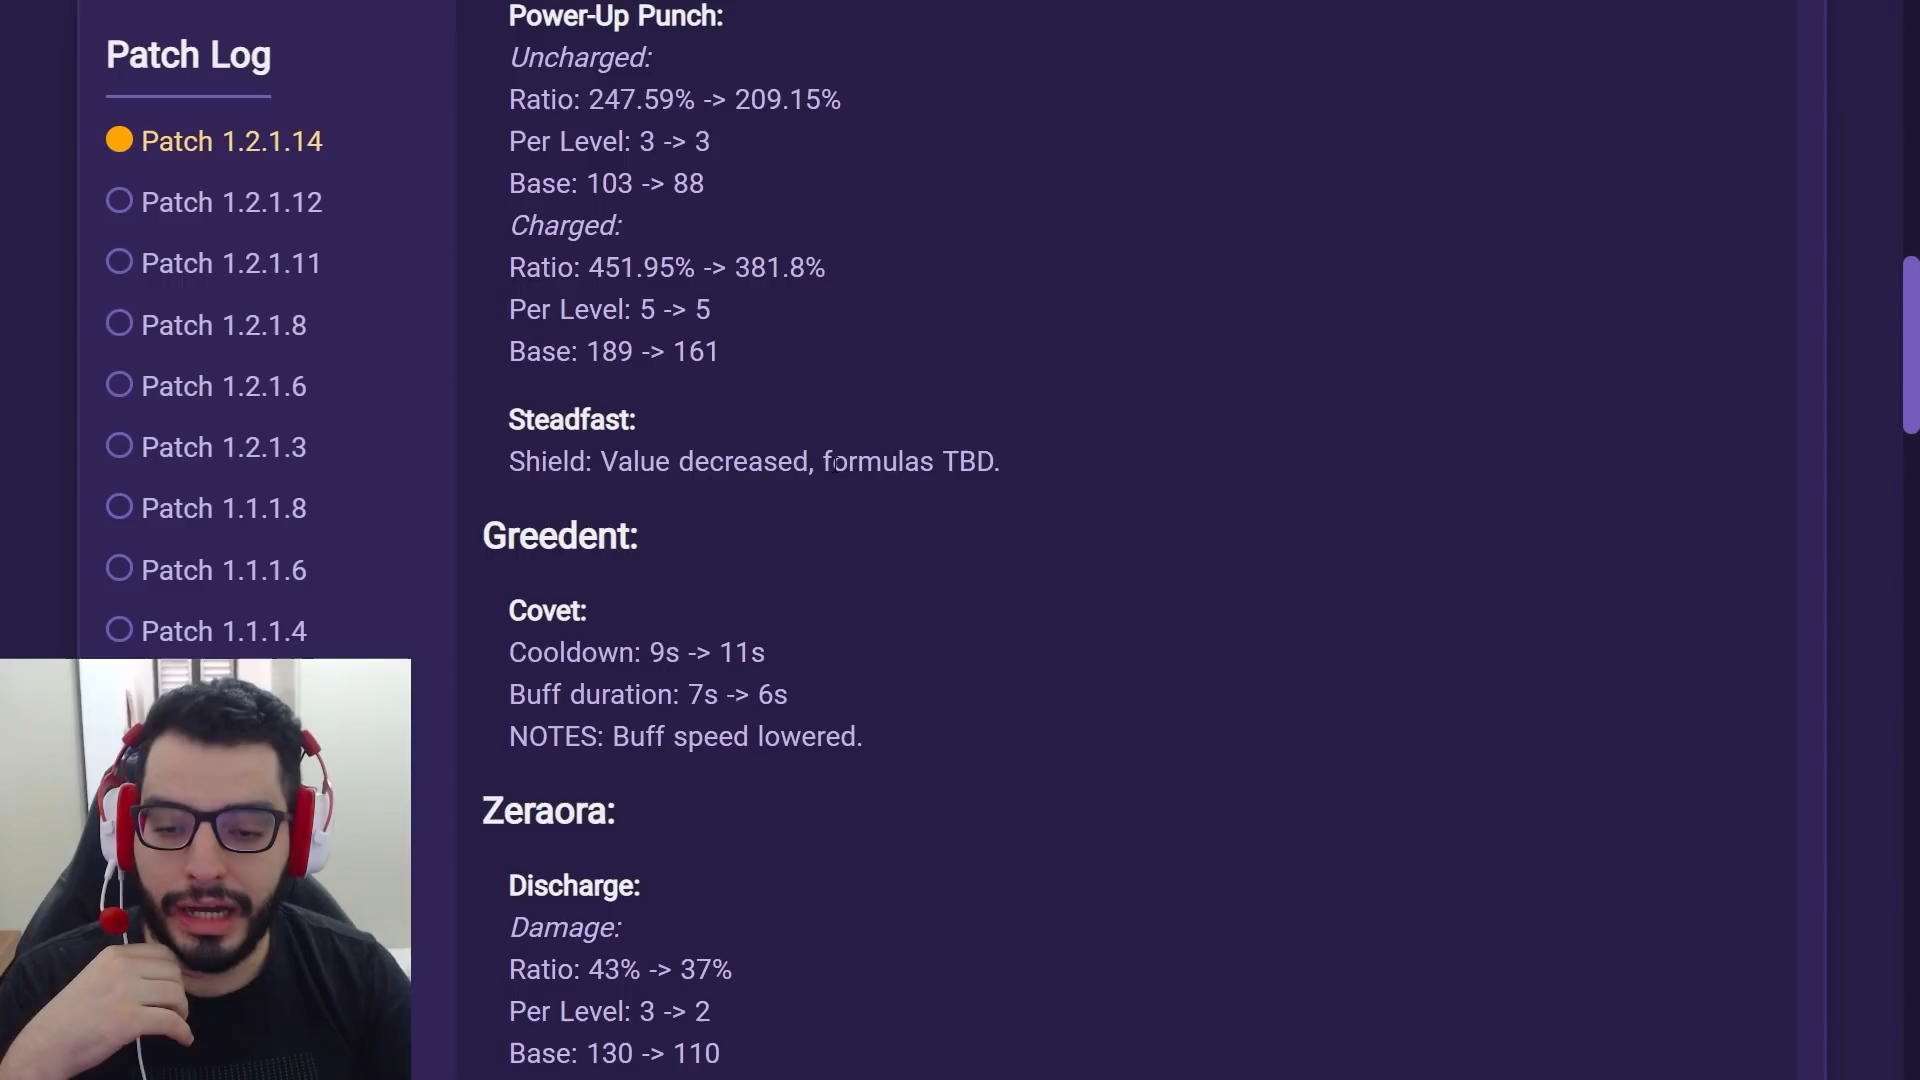 Patch Log
Patch 1.2.1.14
Patch 1.2.1.12
Patch 1.2.1.11
Patch 1.2.1.8
Patch 1.2.1.6
Patch 1.2.1.3
Patch 1.1.1.8
Patch 1.1.1.6
Patch 1.1.1.4
Power-Up Punch:
Uncharged:
Ratio: 247.59% -> 209.15%
Per Level: 3 -> 3
Base: 103 -> 88
Charged:
Ratio: 451.95% -> 381.8%
Per Level: 5 -> 5
Base: 189 -> 161
Steadfast:
Shield: Value decreased, formulas TBD.
Greedent:
Covet:
Cooldown: 9s -> 11s
Buff duration: 7s -> 6s
NOTES: Buff speed lowered.
Zeraora:
Discharge:
Damage:
Ratio: 43% -> 37%
Per Level: 3 -> 2
Base: 130 -> 110